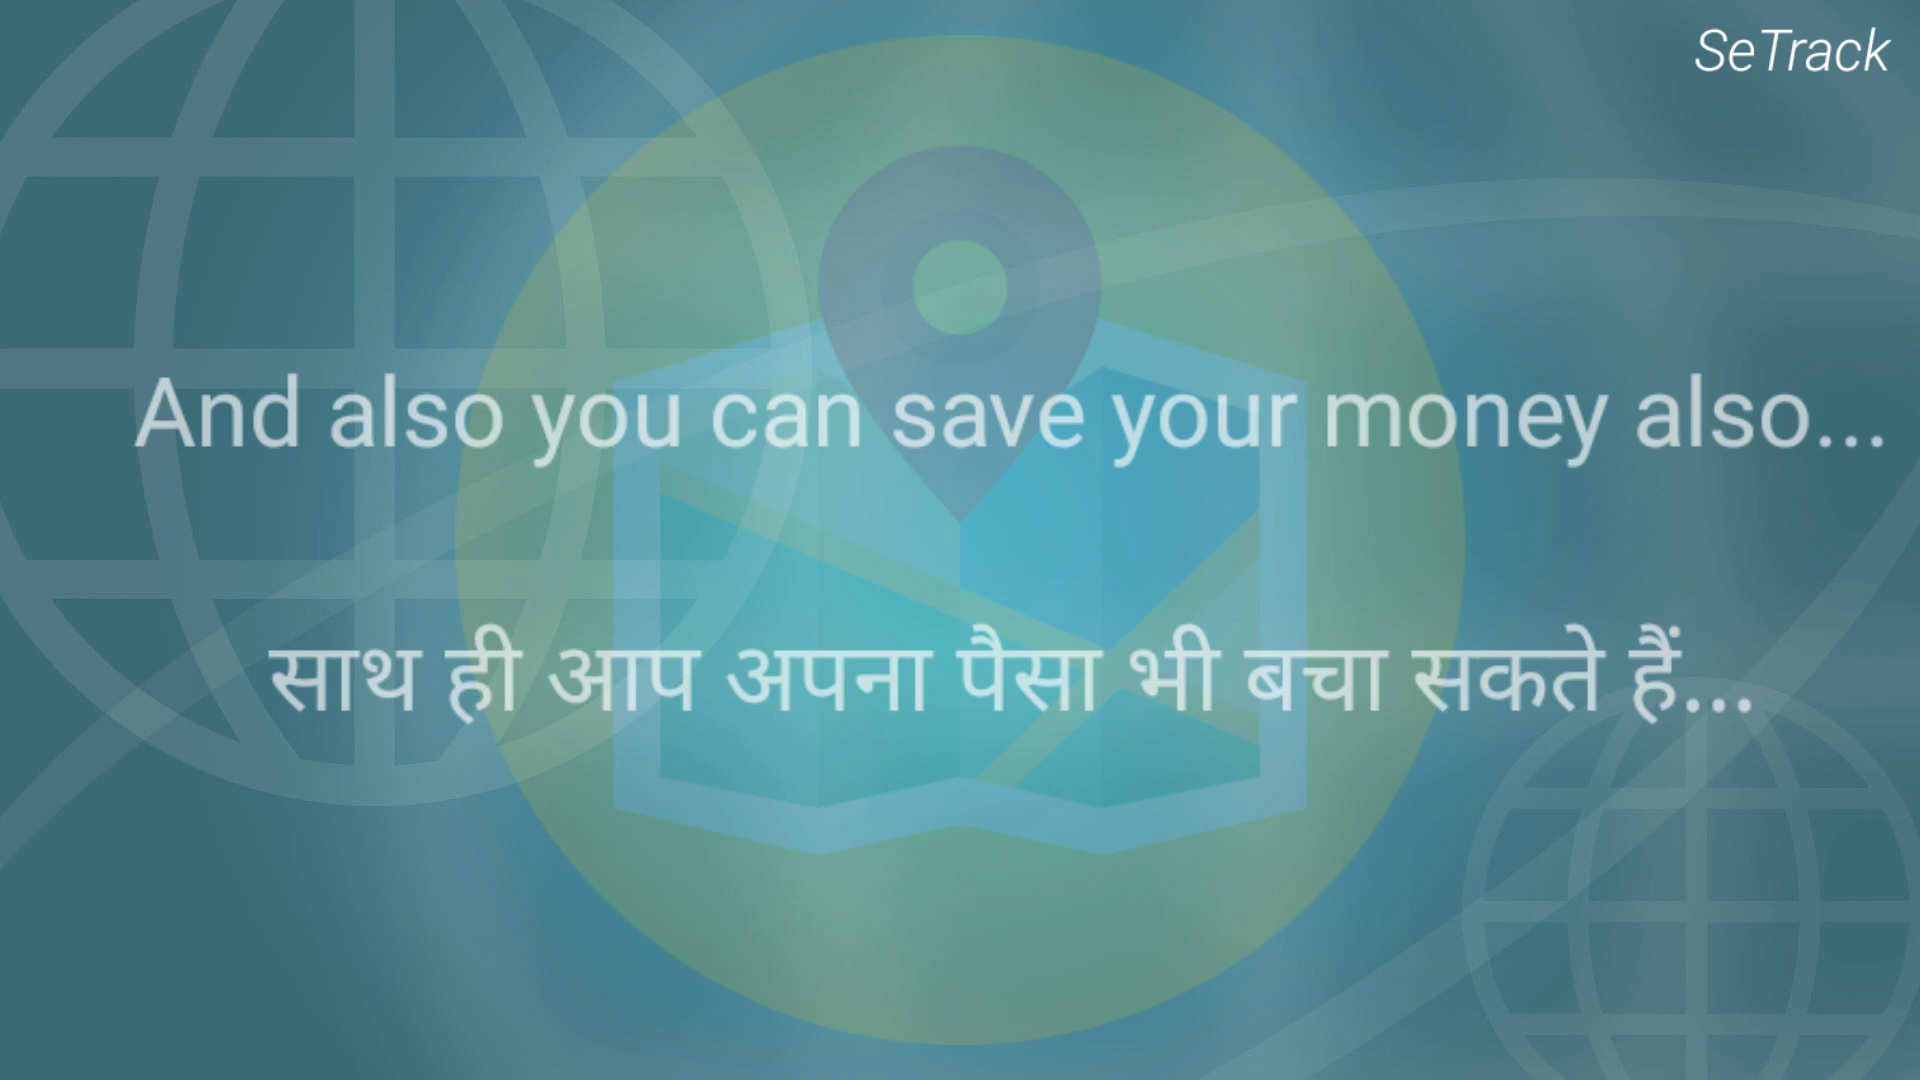 SeTrack
And also you can save your money also...
साथ ही आप अपना पैसा भी बचा सकते हैं...